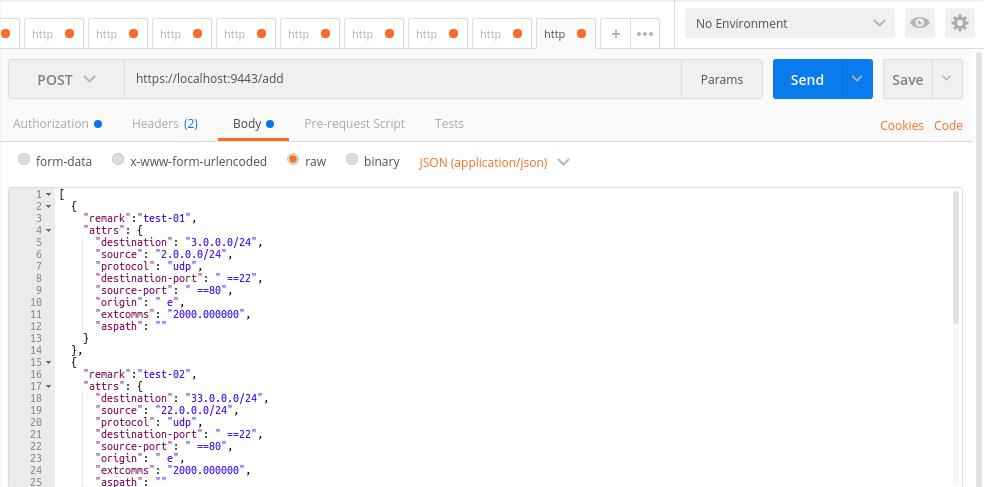 http http http http http http http http http + ••• No Environment
POST https://localhost:9443/add Params Send Save
Authorization Headers (2) Body Pre-request Script Tests Cookies Code
form-data x-www-form-urlencoded raw binary JSON (application/json)
1 [
2 {
3 "remark":"test-01",
4 "attrs": {
5 "destination": "3.0.0.0/24",
6 "source": "2.0.0.0/24",
7 "protocol": "udp",
8 "destination-port": " ==22",
9 "source-port": " ==80",
10 "origin": " e",
11 "extcomms": "2000.000000",
12 "aspath": ""
13 }
14 },
15 {
16 "remark":"test-02",
17 "attrs": {
18 "destination": "33.0.0.0/24",
19 "source": "22.0.0.0/24",
20 "protocol": "udp",
21 "destination-port": " ==22",
22 "source-port": " ==80",
23 "origin": " e",
24 "extcomms": "2000.000000",
25 "aspath": ""